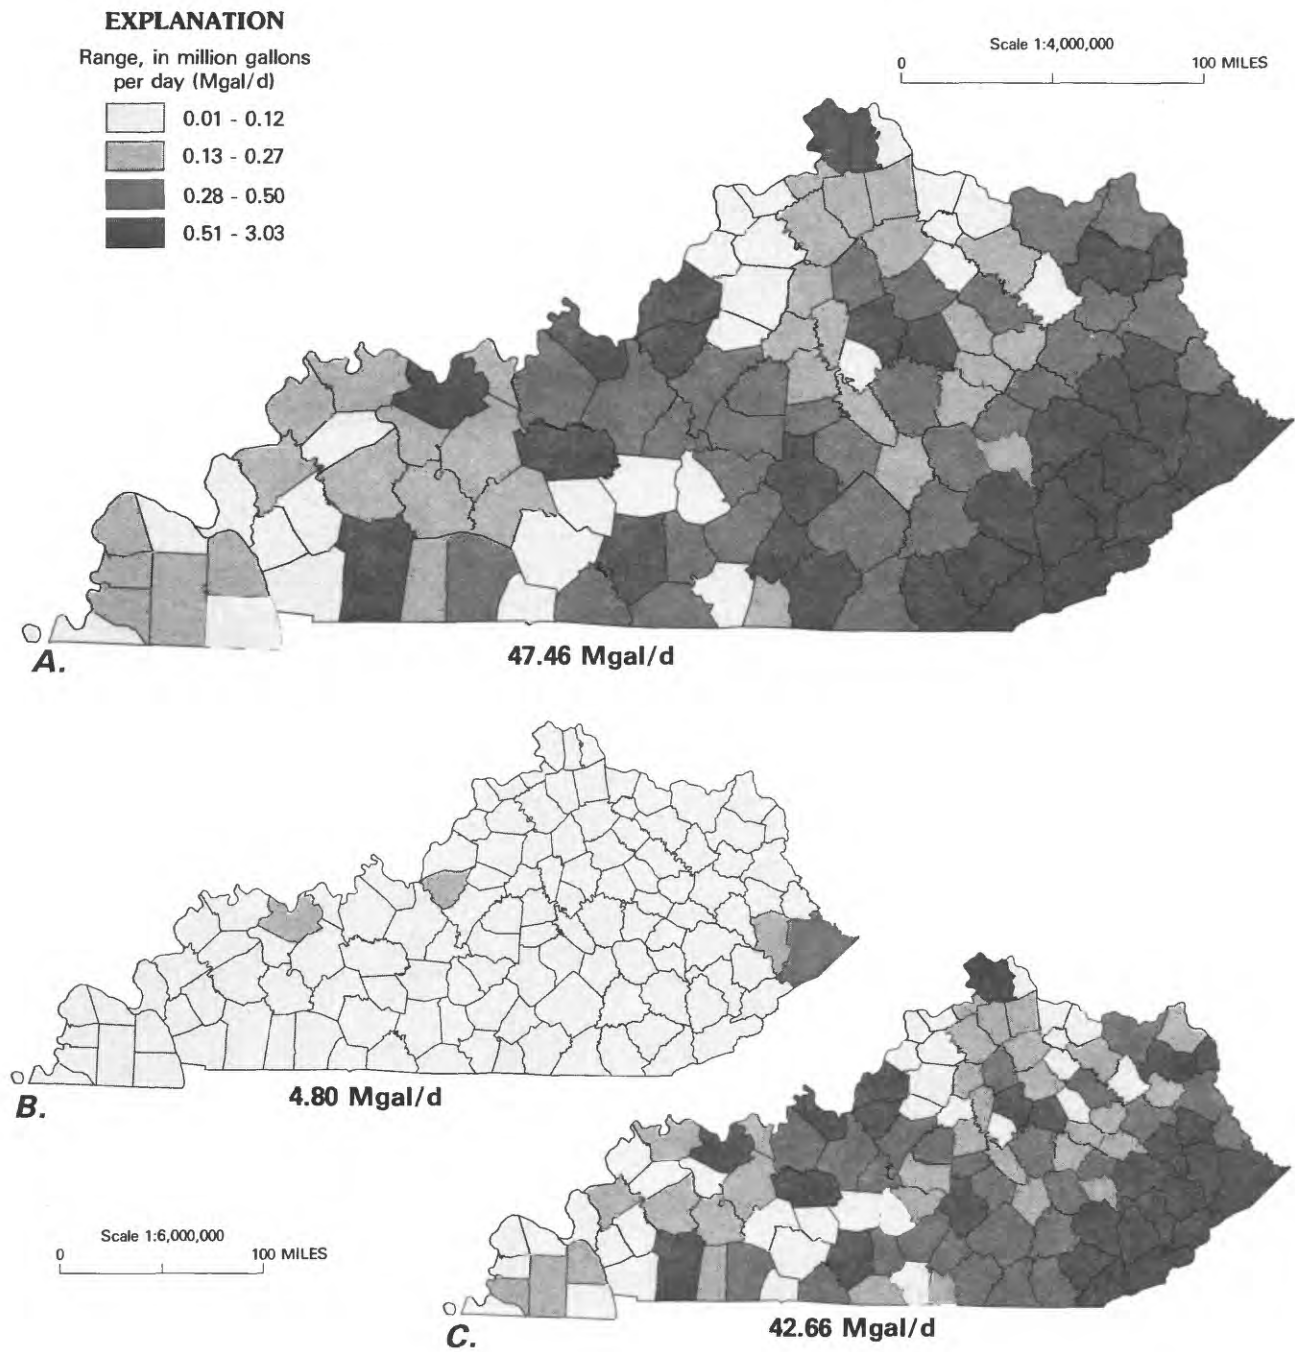 EXPLANATION
Range, in million gallons
per day (Mgal/d)
0.01 - 0.12
0.13 - 0.27
0.28 - 0.50
0.51 - 3.03
Scale 1:4,000,000
0 100 MILES
A.
47.46 Mgal/d
B.
4.80 Mgal/d
Scale 1:6,000,000
0 100 MILES
C.
42.66 Mgal/d